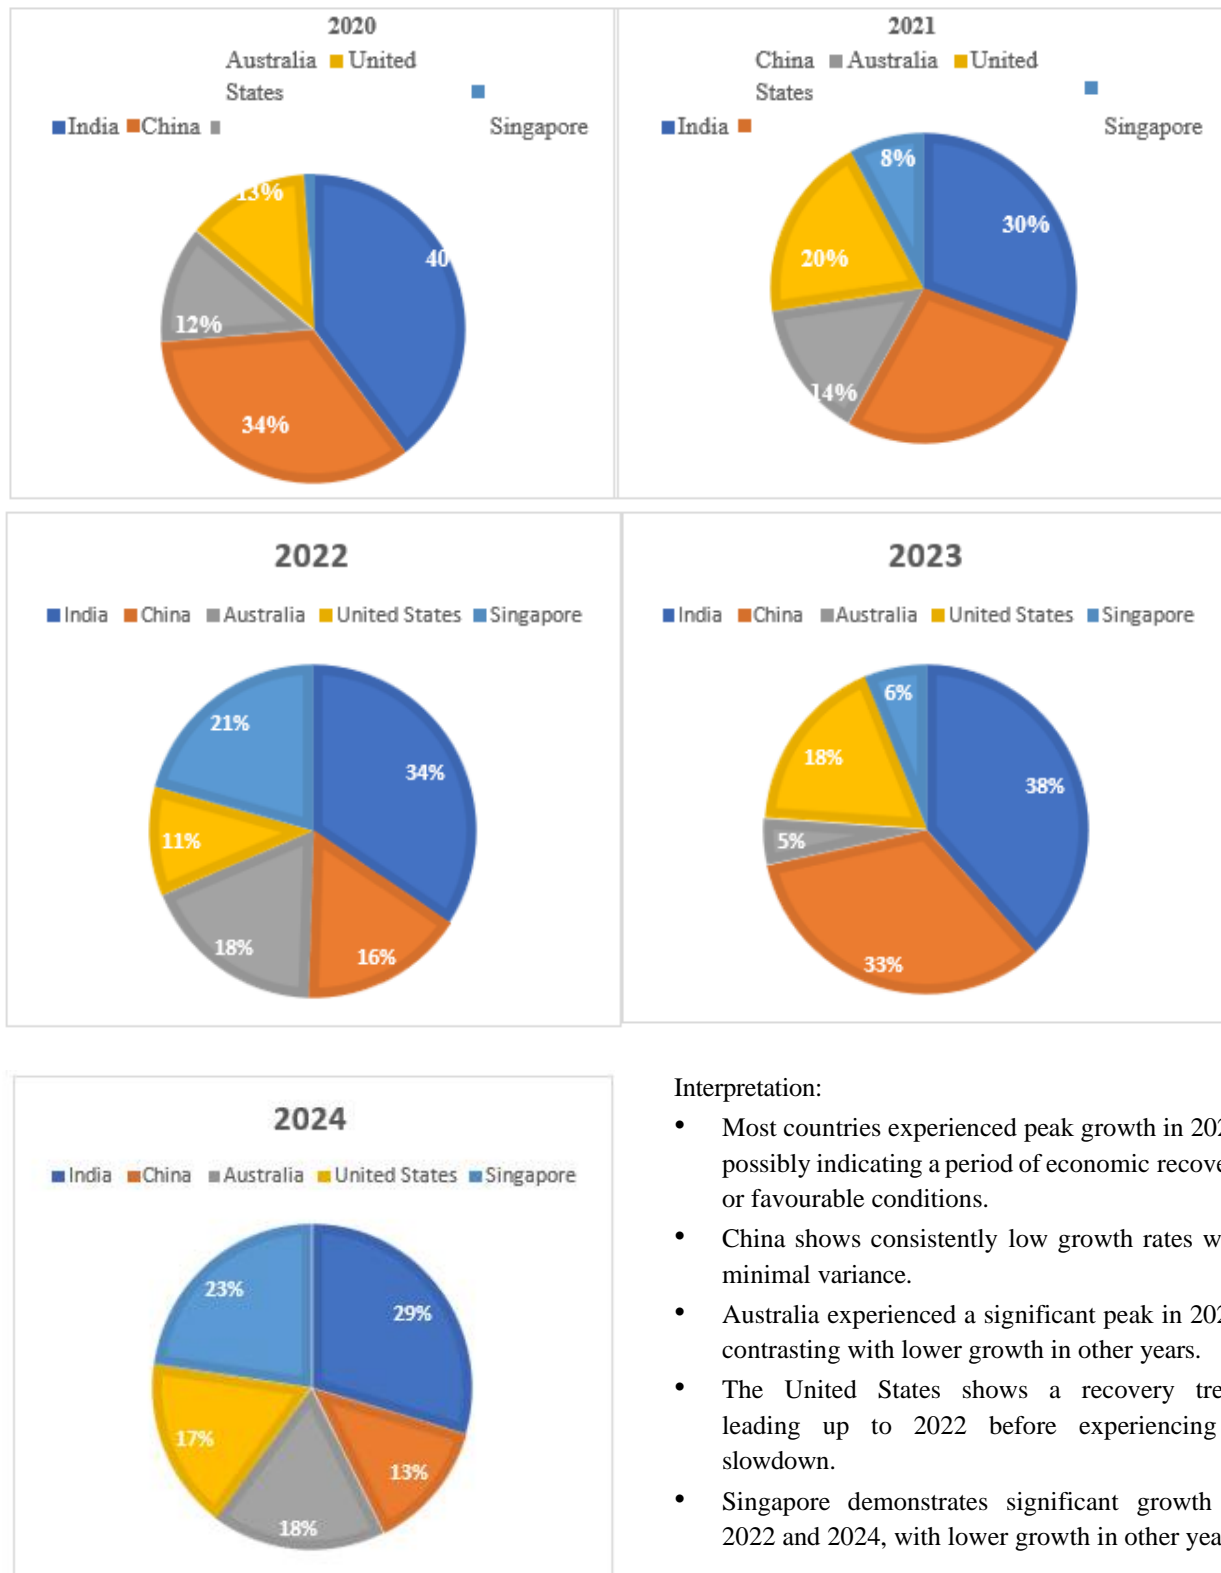 2020
Australia United
States
India China
Singapore
13%
40
12%
34%
2021
China Australia United
States
India
Singapore
8%
30%
20%
14%
2022
India China Australia United States Singapore
21%
34%
11%
18%
16%
2023
India China Australia United States Singapore
6%
18%
38%
5%
33%
2024
India China Australia United States Singapore
23%
29%
17%
13%
18%
Interpretation:
• Most countries experienced peak growth in
possibly indicating a period of economic
or favourable conditions.
• China shows consistently low growth rates
minimal variance.
• Australia experienced a significant peak in
contrasting with lower growth in other years.
• The United States shows a recovery
leading up to 2022 before experiencing
slowdown.
• Singapore demonstrates significant growth
2022 and 2024, with lower growth in other